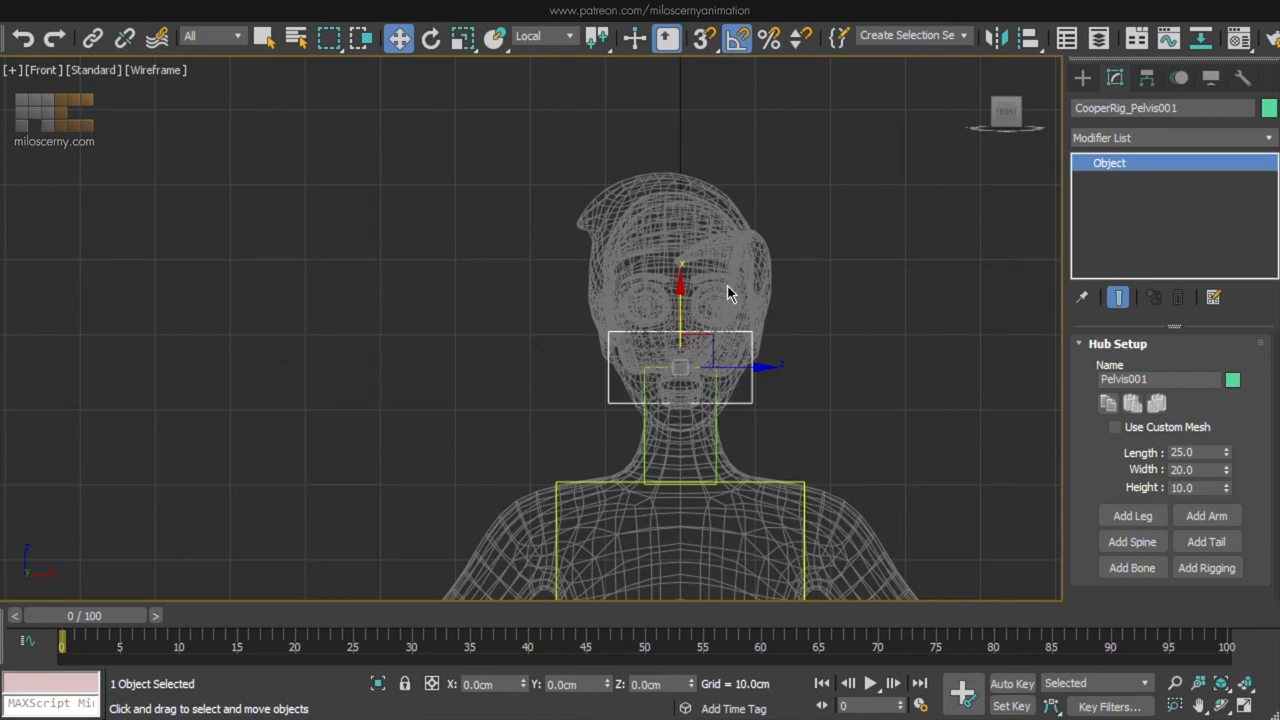 www.patreon.com/miloscernyanimation
All
Local
3
Create Selection Se
[+] [Front] [Standard] [Wireframe]
miloscerny.com
FRONT
x
z
z
y
CooperRig_Pelvis001
Modifier List
Object
Hub Setup
Name
Pelvis001
Use Custom Mesh
Length : 25.0
Width : 20.0
Height : 10.0
Add Leg
Add Arm
Add Spine
Add Tail
Add Bone
Add Rigging
< 0 / 100 >
0 5 10 15 20 25 30 35 40 45 50 55 60 65 70 75 80 85 90 95 100
1 Object Selected
X: 0.0cm Y: 0.0cm Z: 0.0cm Grid = 10.0cm
Auto Key
Selected
MAXScript Mi
Click and drag to select and move objects
Add Time Tag
0
Set Key
Key Filters...